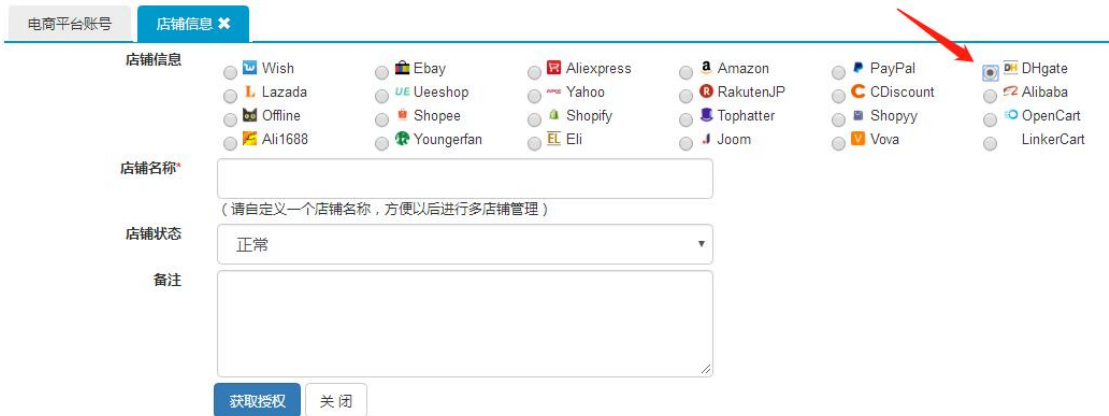 电商平台账号 店铺信息 ✖
店铺信息
Wish Ebay Aliexpress Amazon PayPal DHgate
Lazada Ueeshop Yahoo RakutenJP CDiscount Alibaba
Offline Shopee Shopify Tophatter Shopyy OpenCart
Ali1688 Youngerfan EL Eli Joom Vova LinkerCart
店铺名称*
(请自定义一个店铺名称,方便以后进行多店铺管理)
店铺状态 正常
备注
获取授权 关闭